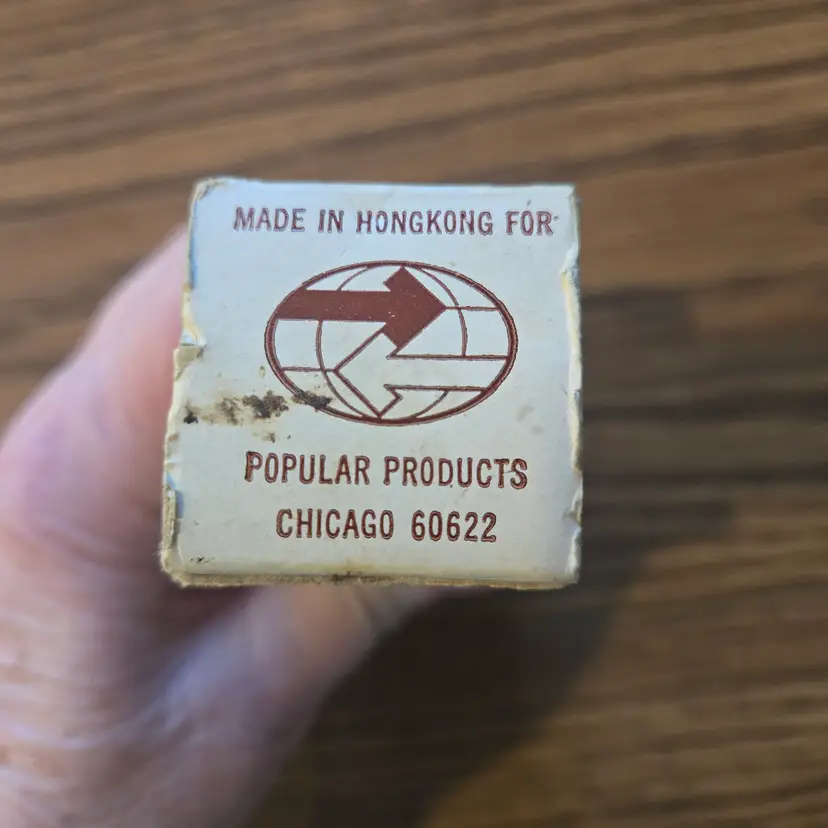 MADE IN HONGKONG FOR
POPULAR PRODUCTS
CHICAGO 60622